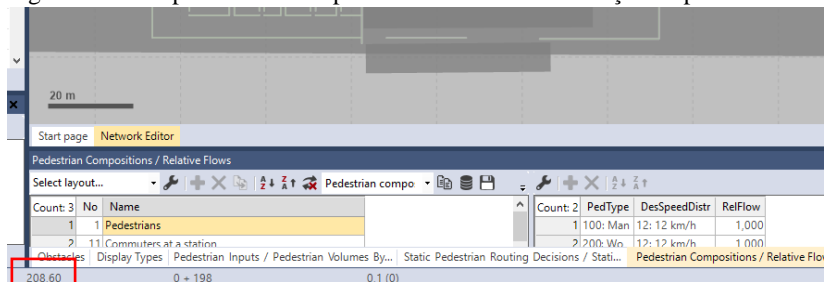 20 m
Start page Network Editor
Pedestrian Compositions / Relative Flows
Select layout... Pedestrian compo
Count: 3 No Name Count: 2 PedType DesSpeedDistr RelFlow
1 1 Pedestrians 1 100: Man 12: 12 km/h 1,000
2 11 Commuters at a station 2 200: Wo 12: 12 km/h 1,000
Obstacles Display Types Pedestrian Inputs / Pedestrian Volumes By... Static Pedestrian Routing Decisions / Stati... Pedestrian Compositions / Relative Flow
208.60 0 + 198 0.1 (0)